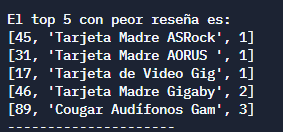 El top 5 con peor reseña es:
[45, 'Tarjeta Madre ASRock', 1]
[31, 'Tarjeta Madre AORUS ', 1]
[17, 'Tarjeta de Video Gig', 1]
[46, 'Tarjeta Madre Gigaby', 2]
[89, 'Cougar Audífonos Gam', 3]
---------------------